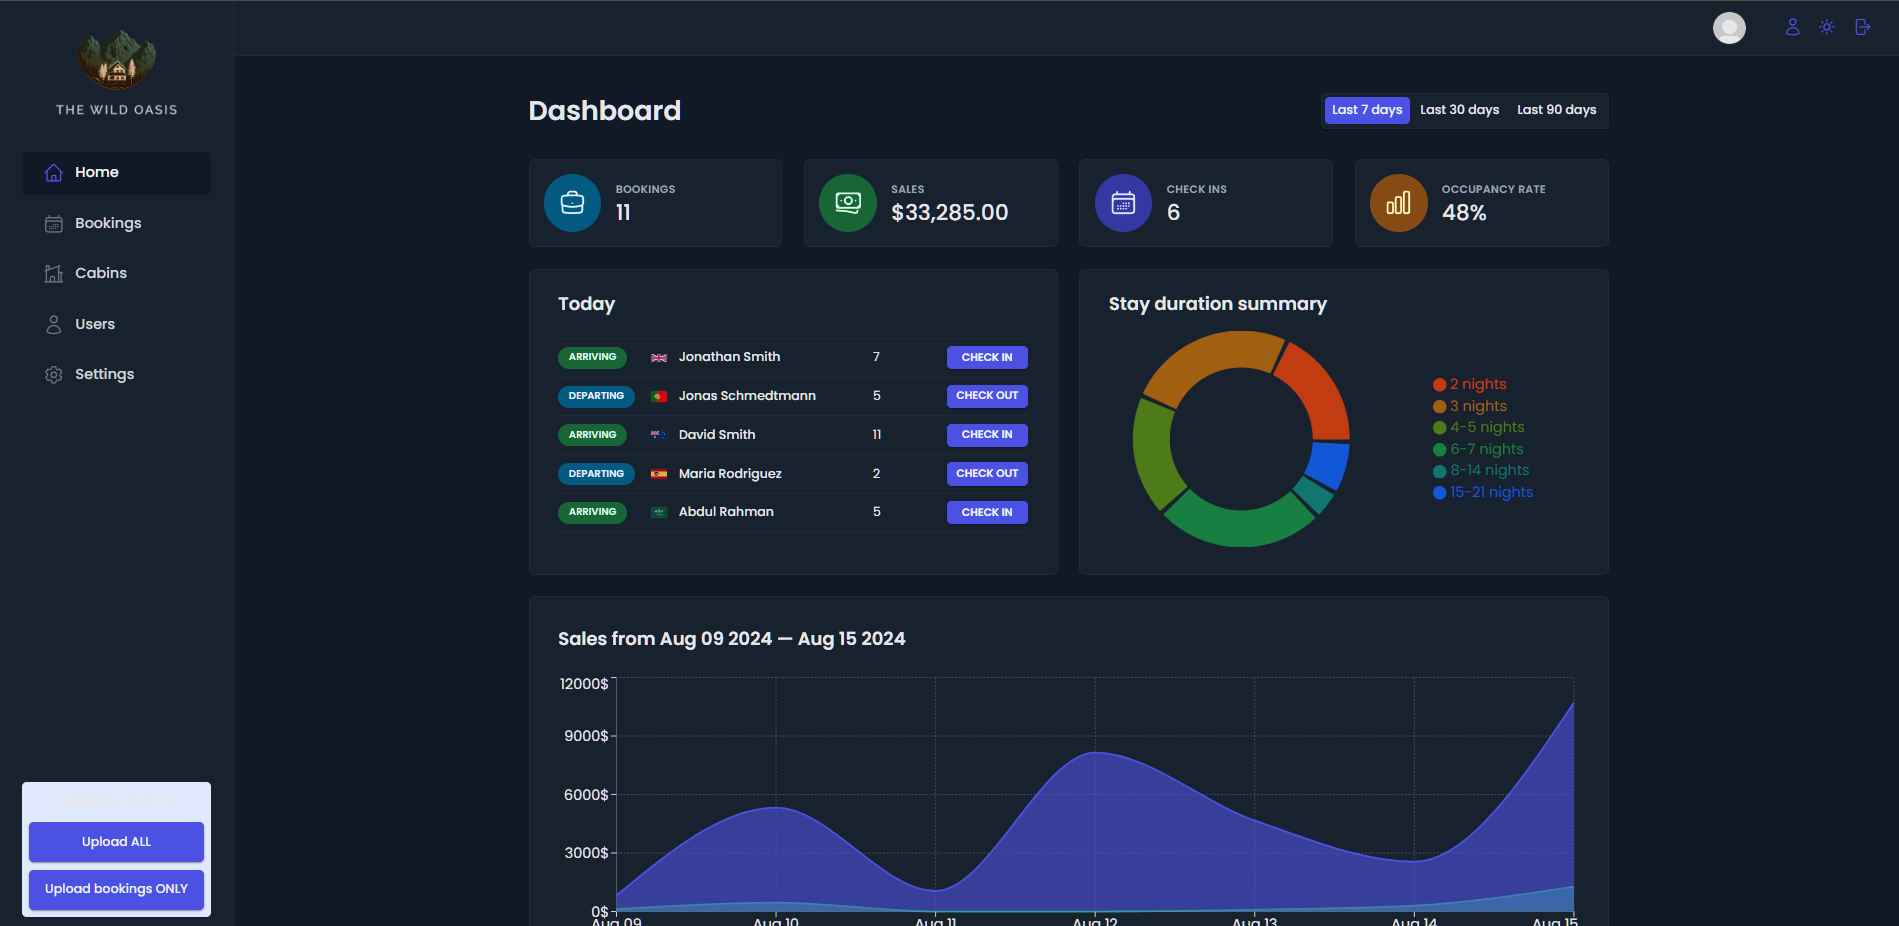 THE WILD OASIS
Home
Bookings
Cabins
Users
Settings
Upload ALL
Upload bookings ONLY
Dashboard
Last 7 days Last 30 days Last 90 days
BOOKINGS
11
SALES
$33,285.00
CHECK INS
6
OCCUPANCY RATE
48%
Today
ARRIVING Jonathan Smith 7 CHECK IN
DEPARTING Jonas Schmedtmann 5 CHECK OUT
ARRIVING David Smith 11 CHECK IN
DEPARTING Maria Rodriguez 2 CHECK OUT
ARRIVING Abdul Rahman 5 CHECK IN
Stay duration summary
2 nights
3 nights
4-5 nights
6-7 nights
8-14 nights
15-21 nights
Sales from Aug 09 2024 — Aug 15 2024
12000$
9000$
6000$
3000$
0$
Aug 09 Aug 10 Aug 11 Aug 12 Aug 13 Aug 14 Aug 15